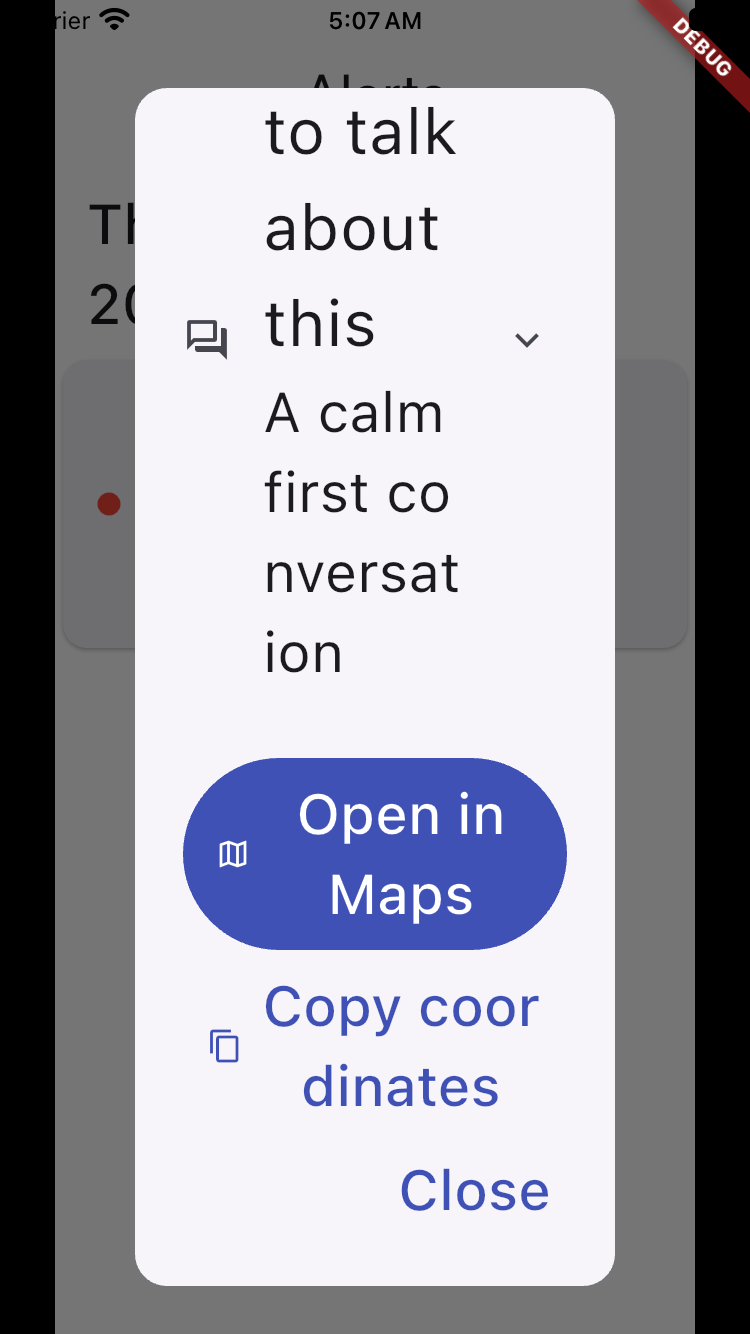 5:07 AM
DEBUG
to talk
about
this
A calm
first co
nversat
ion
Open in
Maps
Copy coor
dinates
Close